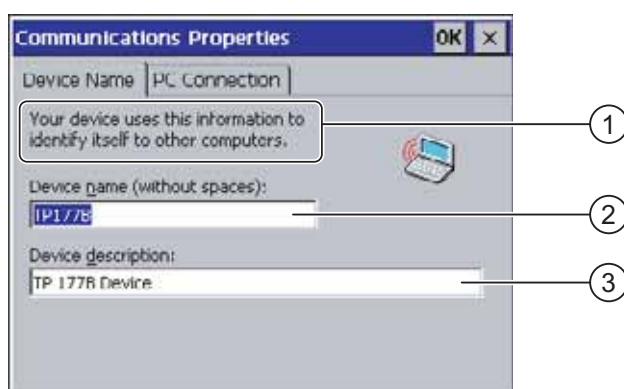 Communications Properties OK ×
Device Name PC Connection
Your device uses this information to
identify itself to other computers.
1
Device name (without spaces):
TP177B
2
Device description:
TP 177B Device
3